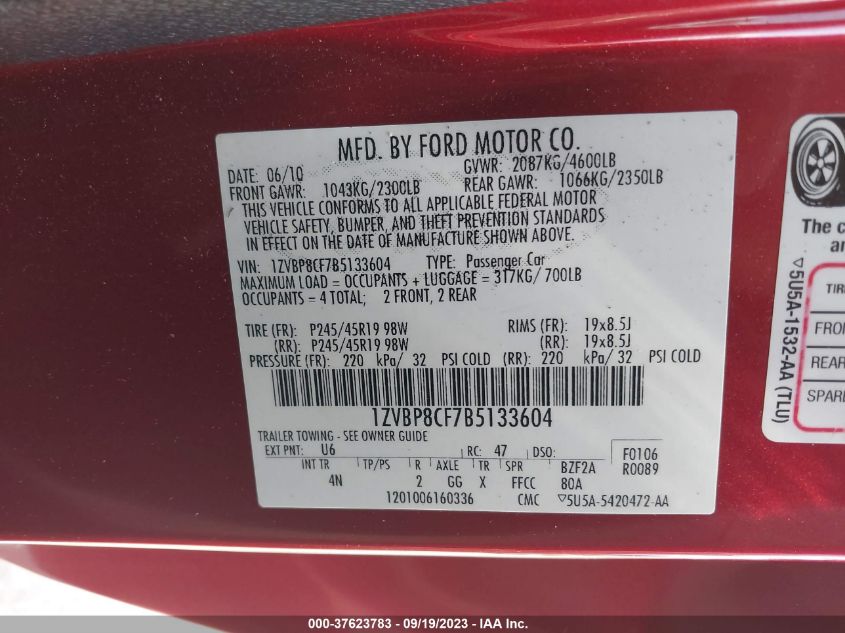 MFD. BY FORD MOTOR CO.
DATE: 06/10 GVWR: 2087KG/4600LB
FRONT GAWR: 1043KG/2300LB REAR GAWR: 1066KG/2350LB
THIS VEHICLE CONFORMS TO ALL APPLICABLE FEDERAL MOTOR
VEHICLE SAFETY, BUMPER, AND THEFT PREVENTION STANDARDS
IN EFFECT ON THE DATE OF MANUFACTURE SHOWN ABOVE.
VIN: 1ZVBP8CF7B5133604 TYPE: Passenger Car
MAXIMUM LOAD = OCCUPANTS + LUGGAGE = 317KG/ 700LB
OCCUPANTS = 4 TOTAL; 2 FRONT, 2 REAR
TIRE (FR): P245/45R19 98W RIMS (FR): 19x8.5J
(RR): P245/45R19 98W (RR): 19x8.5J
PRESSURE (FR): 220 kPa/ 32 PSI COLD (RR): 220 kPa/ 32 PSI COLD
1ZVBP8CF7B5133604
TRAILER TOWING - SEE OWNER GUIDE
EXT PNT: U6 RC: 47 DSO: F0106
INT TR TP/PS R AXLE TR SPR BZF2A R0089
4N 2 GG X FFCC 80A
1201006160336 CMC ▽5U5A-5420472-AA
The c
an
▽5U5A-1532-AA (TLU)
TIR
FRO
REAR
SPAR
000-37623783 - 09/19/2023 - IAA Inc.